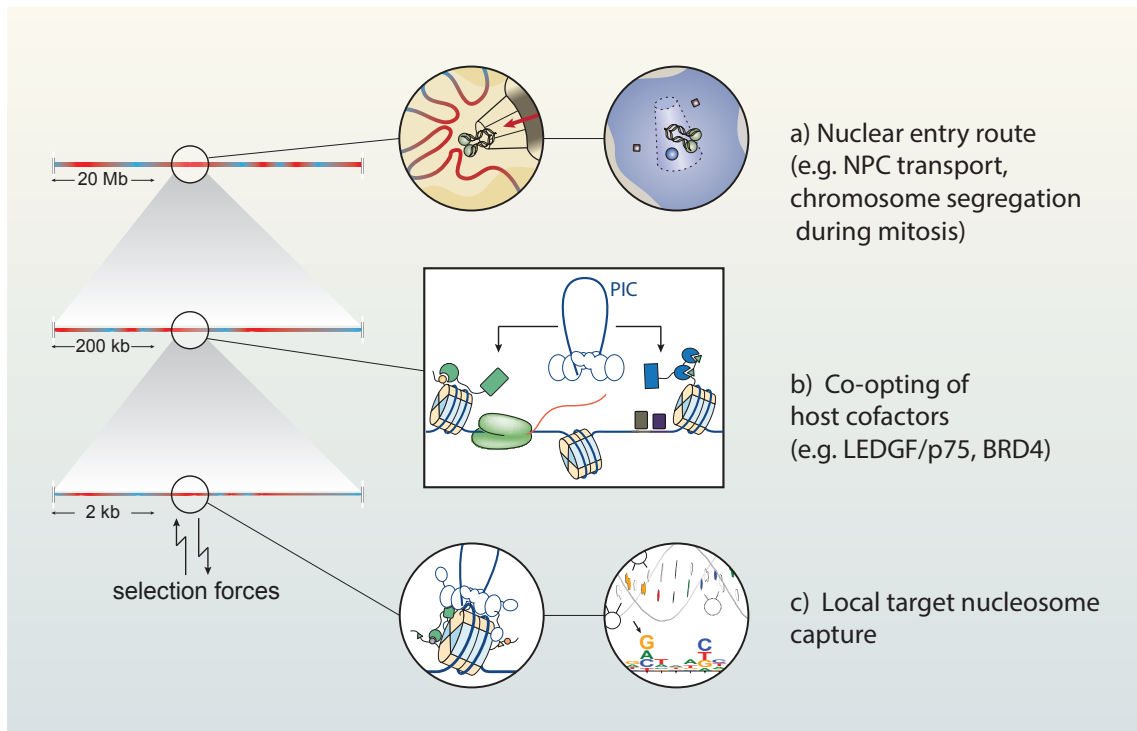 a) Nuclear entry route
(e.g. NPC transport,
chromosome segregation
during mitosis)
20 Mb
PIC
200 kb
b) Co-opting of
host cofactors
(e.g. LEDGF/p75, BRD4)
2 kb
selection forces
c) Local target nucleosome
capture
G
A
C
T
C
T
G